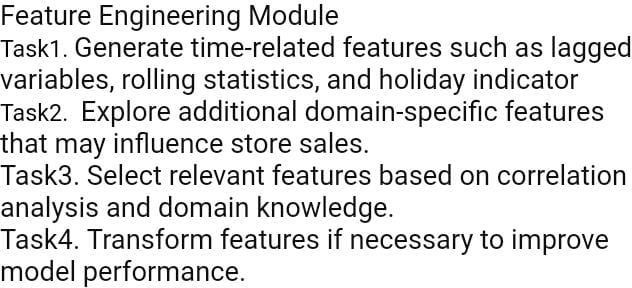 Feature Engineering Module
Task1. Generate time-related features such as lagged
variables, rolling statistics, and holiday indicator
Task2.  Explore additional domain-specific features
that may influence store sales.
Task3. Select relevant features based on correlation
analysis and domain knowledge.
Task4. Transform features if necessary to improve
model performance.